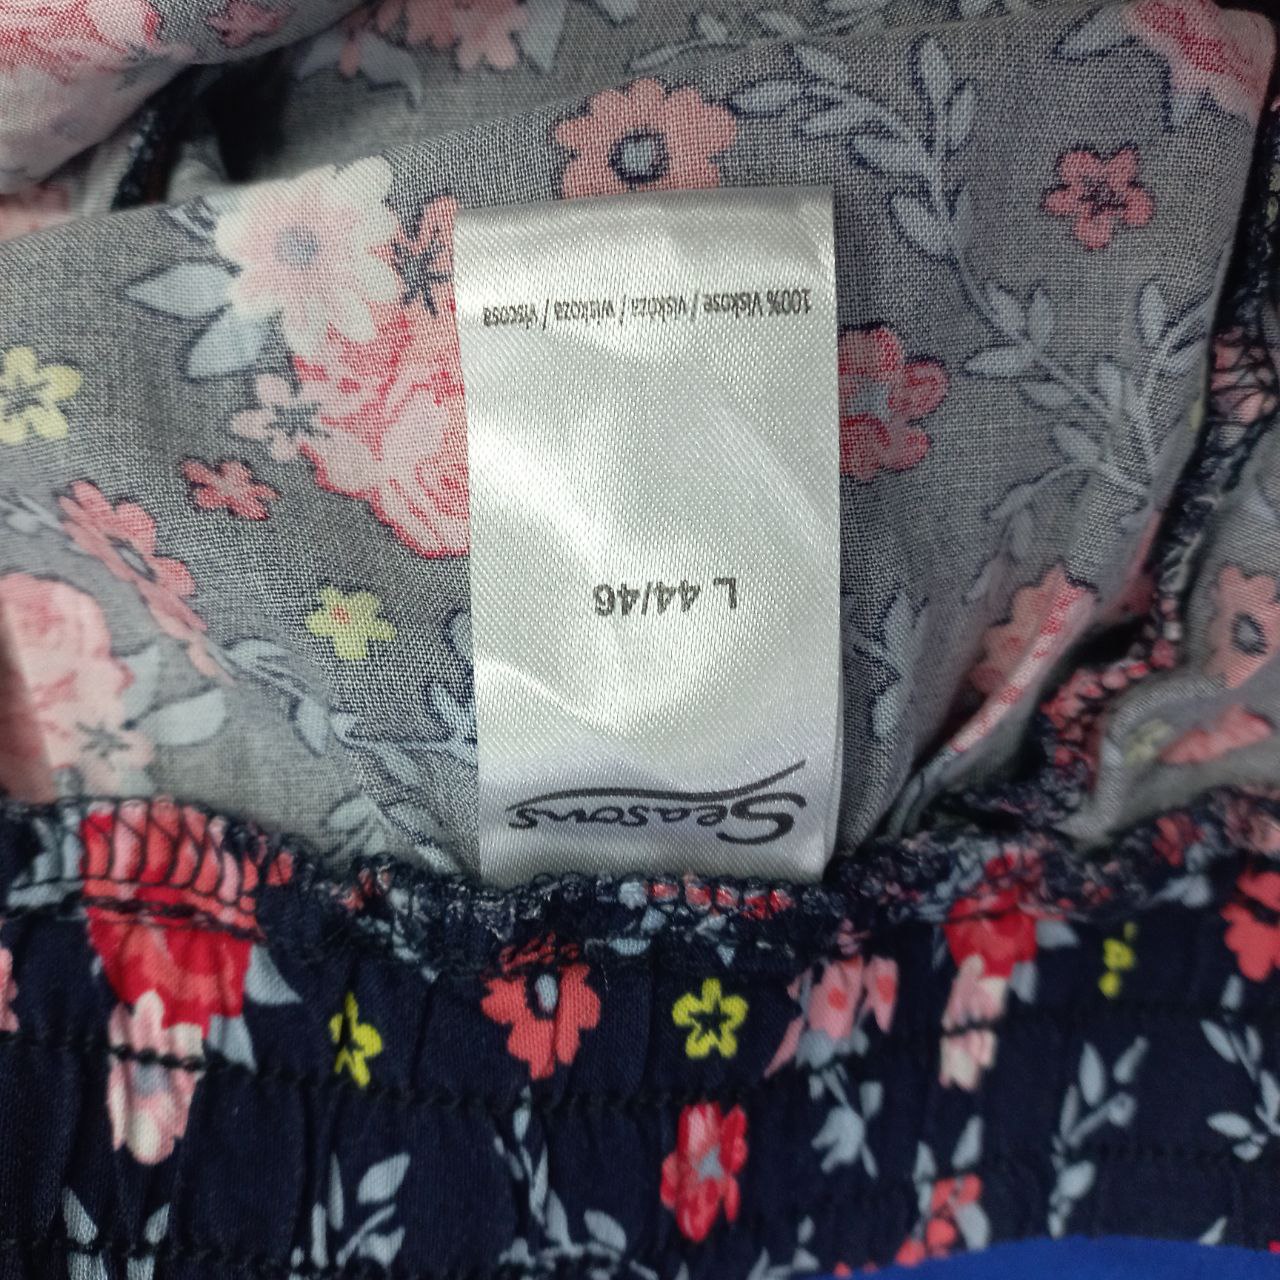 Seasons
L 44/46
100% Viskose / viskóza / wiskoza / viscosa